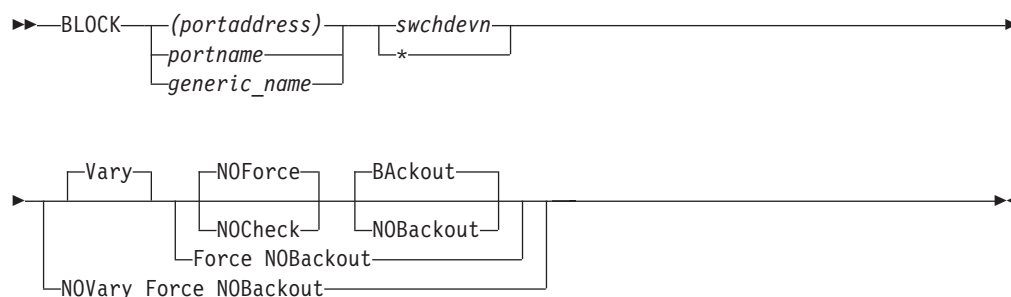 BLOCK (portaddress) swchdevn
portname *
generic_name
Vary NOForce BAckout
NOCheck NOBackout
Force NOBackout
NOVary Force NOBackout